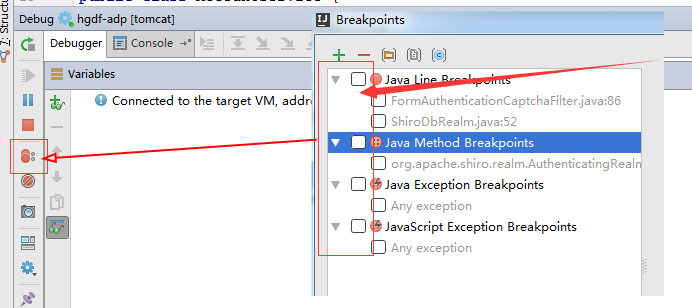 Debug hgdf-adp [tomcat]
Debugger Console
Variables
Connected to the target VM, addre
7: Structure
Breakpoints
Java Line Breakpoints
FormAuthenticationCaptchaFilter.java:86
ShiroDbRealm.java:52
Java Method Breakpoints
org.apache.shiro.realm.AuthenticatingRealm
Java Exception Breakpoints
Any exception
JavaScript Exception Breakpoints
Any exception